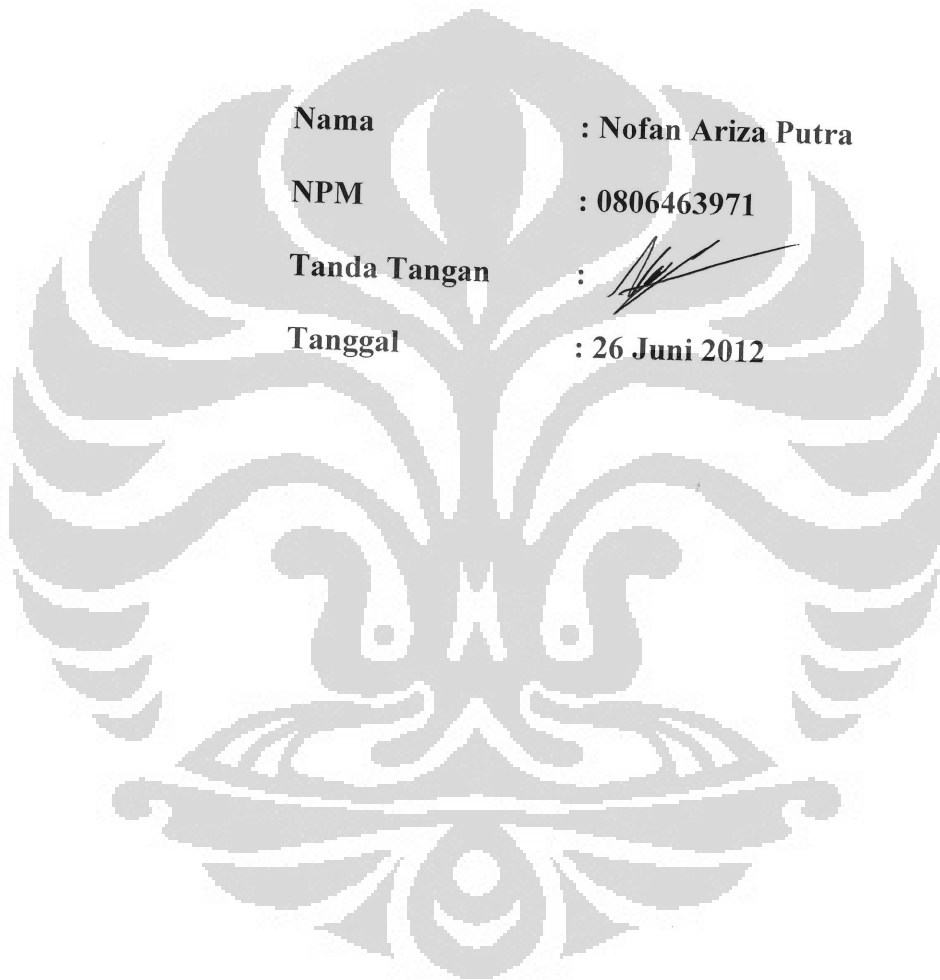 Nama : Nofan Ariza Putra
NPM : 0806463971
Tanda Tangan :
Tanggal : 26 Juni 2012